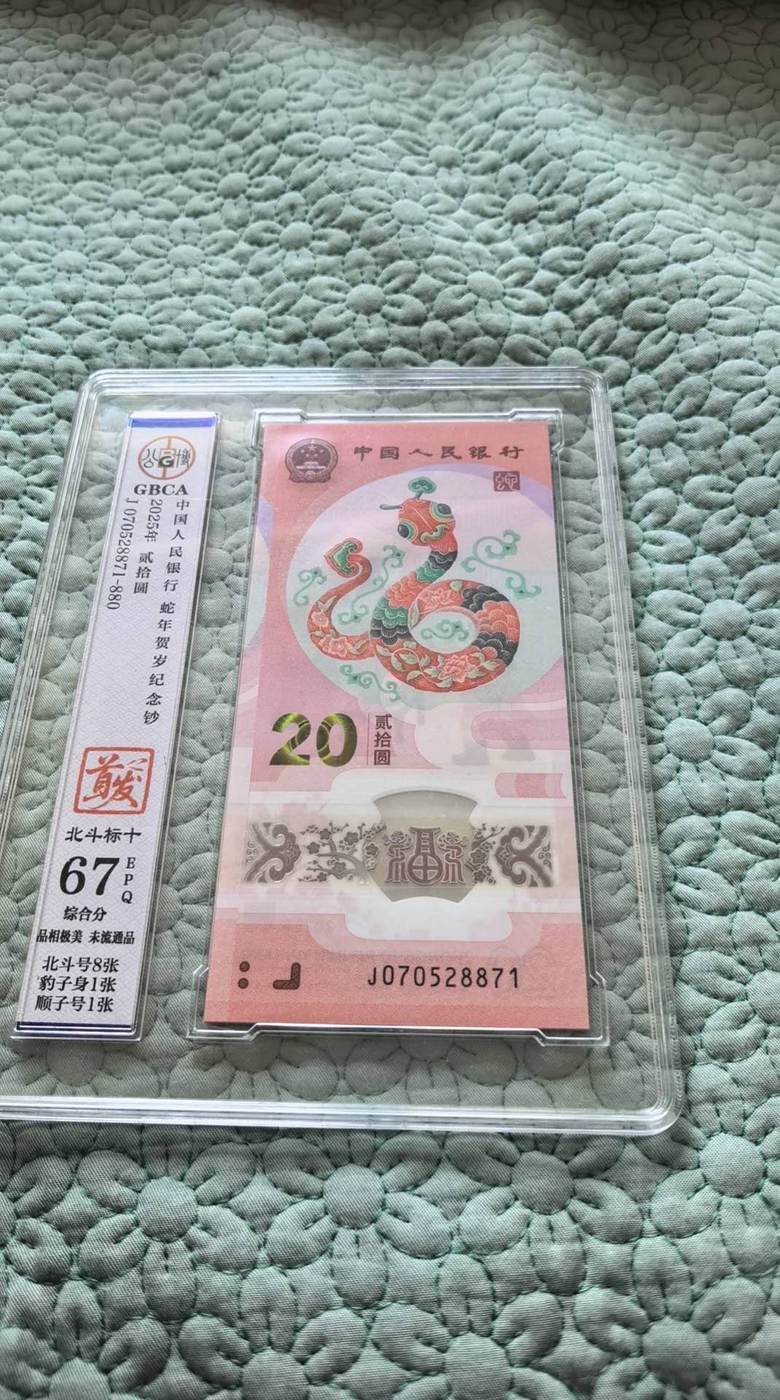 GBCA
中国人民银行 蛇年贺岁纪念钞
2025年 贰拾圆
J 070528871-880
首发
北斗标十
67 EPQ
综合分
品相极美 未流通品
北斗号8张
豹子身1张
顺子号1张
中国人民银行
20
贰拾圆
福
J070528871